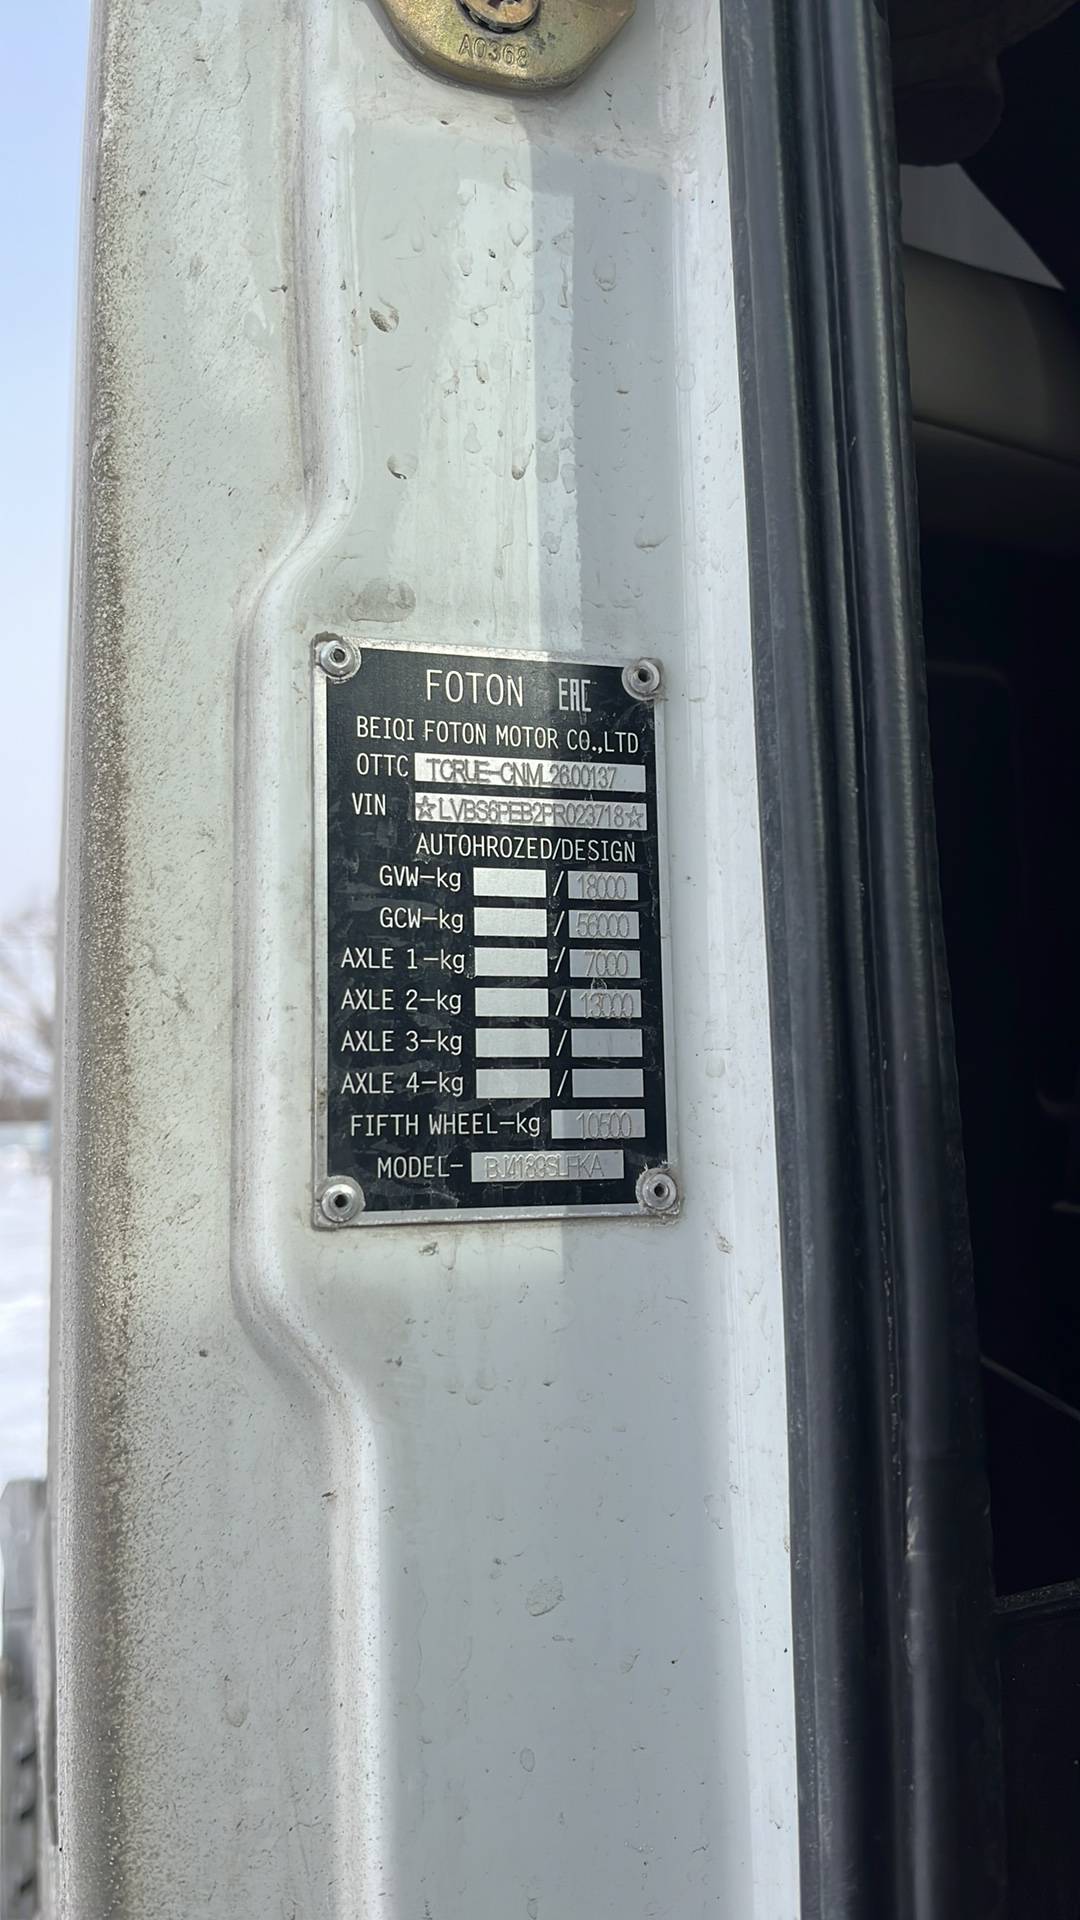 A0368
FOTON EAC
BEIQI FOTON MOTOR CO.,LTD
OTTC TCRUE-CNML2600137
VIN ☆LVBS6PEB2PR023718☆
AUTOHROZED/DESIGN
GVW-kg / 18000
GCW-kg / 56000
AXLE 1-kg / 7000
AXLE 2-kg / 13000
AXLE 3-kg /
AXLE 4-kg /
FIFTH WHEEL-kg 10500
MODEL- BJ4189SLFKA